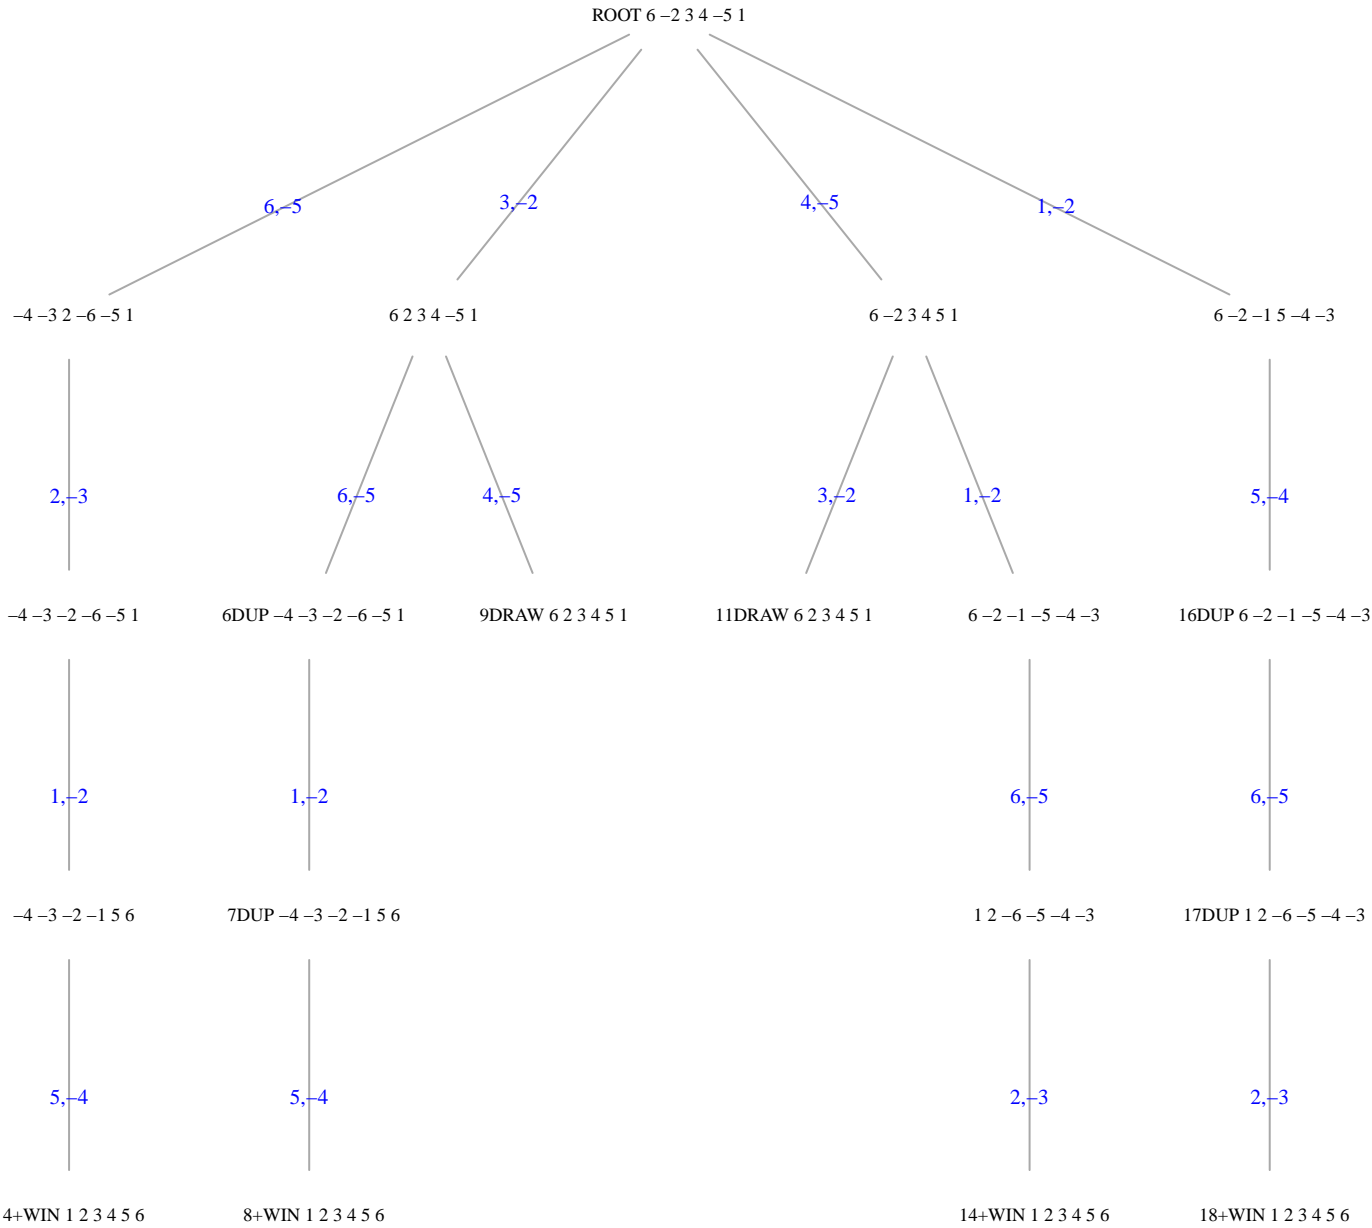 ROOT 6 –2 3 4 –5 1
6,–5 3,–2 4,–5 1,–2
–4 –3 2 –6 –5 1 6 2 3 4 –5 1 6 –2 3 4 5 1 6 –2 –1 5 –4 –3
2,–3 6,–5 4,–5 3,–2 1,–2 5,–4
–4 –3 –2 –6 –5 1 6DUP –4 –3 –2 –6 –5 1 9DRAW 6 2 3 4 5 1 11DRAW 6 2 3 4 5 1 6 –2 –1 –5 –4 –3 16DUP 6 –2 –1 –5 –4 –3
1,–2 1,–2 6,–5 6,–5
–4 –3 –2 –1 5 6 7DUP –4 –3 –2 –1 5 6 1 2 –6 –5 –4 –3 17DUP 1 2 –6 –5 –4 –3
5,–4 5,–4 2,–3 2,–3
4+WIN 1 2 3 4 5 6 8+WIN 1 2 3 4 5 6 14+WIN 1 2 3 4 5 6 18+WIN 1 2 3 4 5 6